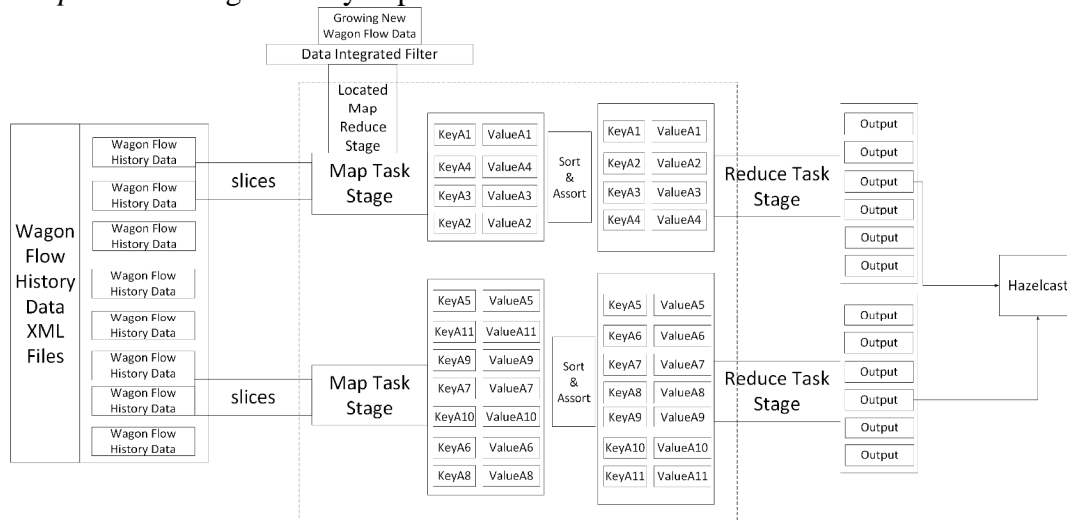 Growing New
Wagon Flow Data
Data Integrated Filter
Located
Map
Reduce
Stage
Wagon
Flow
History
Data
XML
Files
Wagon Flow
History Data
Wagon Flow
History Data
Wagon Flow
History Data
Wagon Flow
History Data
Wagon Flow
History Data
Wagon Flow
History Data
Wagon Flow
History Data
Wagon Flow
History Data
slices
Map Task
Stage
KeyA1 ValueA1
KeyA4 ValueA4
KeyA3 ValueA3
KeyA2 ValueA2
Sort
&
Assort
KeyA1 ValueA1
KeyA2 ValueA2
KeyA3 ValueA3
KeyA4 ValueA4
Reduce Task
Stage
Output
Output
Output
Output
Output
Output
slices
Map Task
Stage
KeyA5 ValueA5
KeyA11 ValueA11
KeyA9 ValueA9
KeyA7 ValueA7
KeyA10 ValueA10
KeyA6 ValueA6
KeyA8 ValueA8
Sort
&
Assort
KeyA5 ValueA5
KeyA6 ValueA6
KeyA7 ValueA7
KeyA8 ValueA8
KeyA9 ValueA9
KeyA10 ValueA10
KeyA11 ValueA11
Reduce Task
Stage
Output
Output
Output
Output
Output
Output
Hazelcast